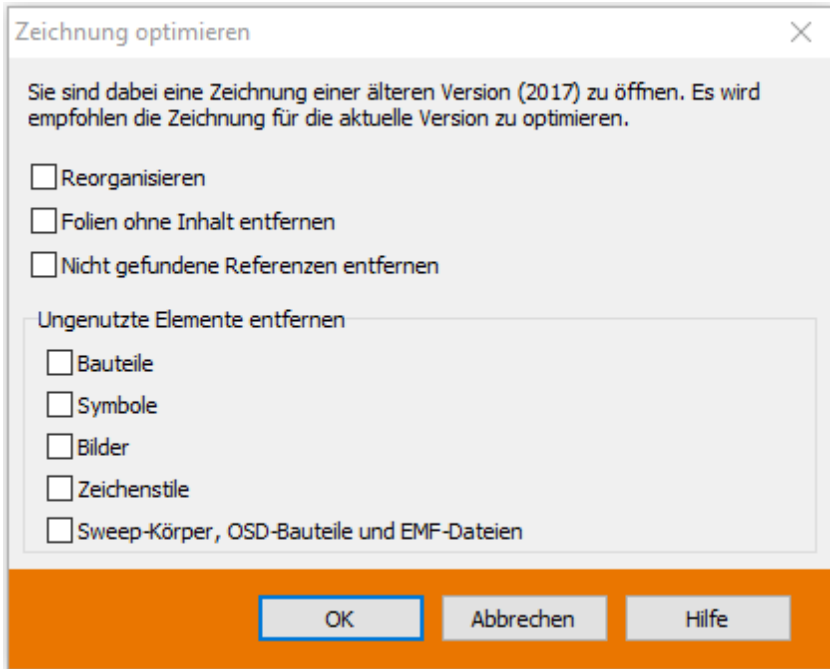 Zeichnung optimieren
Sie sind dabei eine Zeichnung einer älteren Version (2017) zu öffnen. Es wird
empfohlen die Zeichnung für die aktuelle Version zu optimieren.
Reorganisieren
Folien ohne Inhalt entfernen
Nicht gefundene Referenzen entfernen
Ungenutzte Elemente entfernen
Bauteile
Symbole
Bilder
Zeichenstile
Sweep-Körper, OSD-Bauteile und EMF-Dateien
OK Abbrechen Hilfe